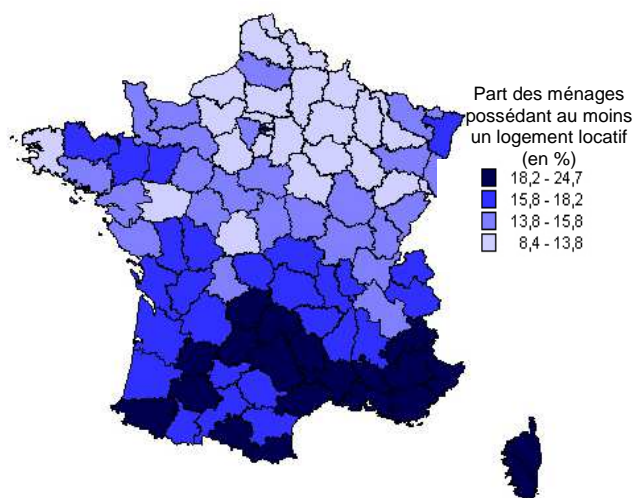 Part des ménages
possédant au moins
un logement locatif
(en %)
18,2 - 24,7
15,8 - 18,2
13,8 - 15,8
8,4 - 13,8